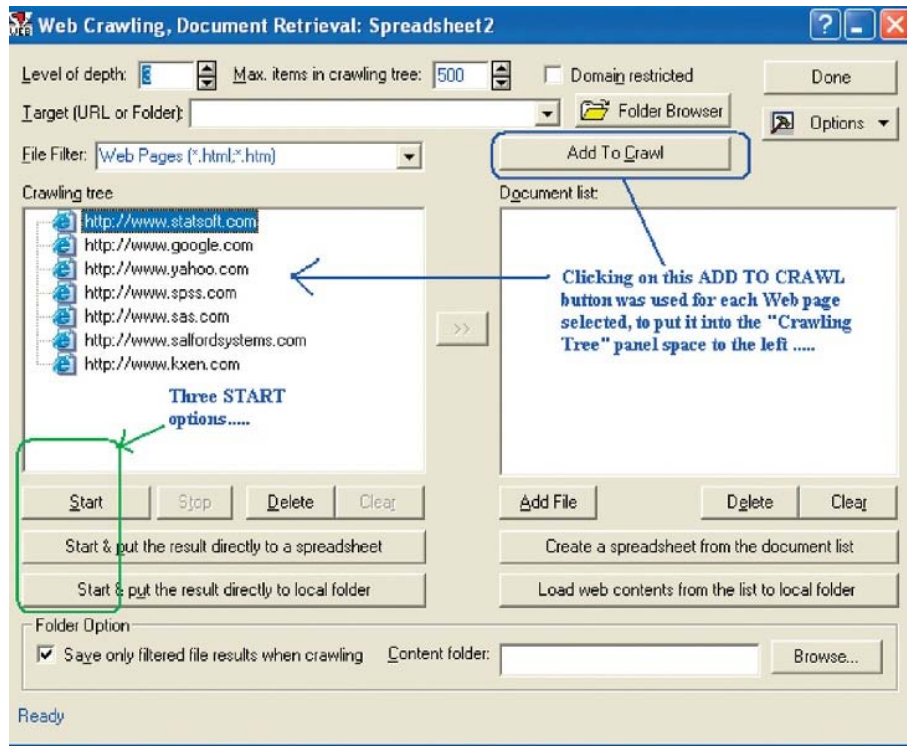 WEB
Web Crawling, Document Retrieval: Spreadsheet2
Level of depth: 3 Max. items in crawling tree: 500 Domain restricted Done
Target (URL or Folder): Folder Browser Options
File Filter: Web Pages (*.html;*.htm) Add To Crawl
Crawling tree Document list:
http://www.statsoft.com
http://www.google.com
http://www.yahoo.com
http://www.spss.com
http://www.sas.com
http://www.salfordsystems.com
http://www.kxen.com
>>
Clicking on this ADD TO CRAWL
button was used for each Web page
selected, to put it into the "Crawling
Tree" panel space to the left .....
Three START
options.....
Start Stop Delete Clear Add File Delete Clear
Start & put the result directly to a spreadsheet Create a spreadsheet from the document list
Start & put the result directly to local folder Load web contents from the list to local folder
Folder Option
Save only filtered file results when crawling Content folder: Browse...
Ready